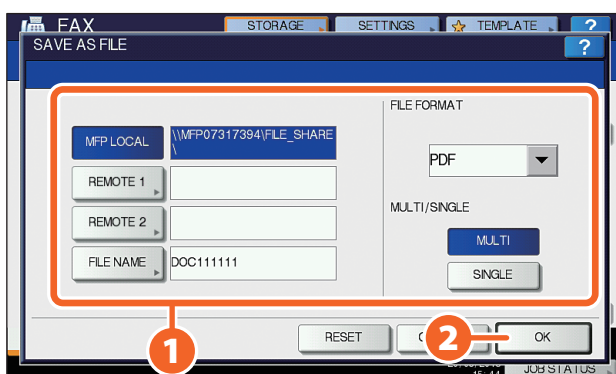 FAX
STORAGE
SETTINGS
TEMPLATE
?
SAVE AS FILE
?
MFP LOCAL
\\MFP07317394\FILE_SHARE
\
REMOTE 1
REMOTE 2
FILE NAME
DOC111111
FILE FORMAT
PDF
MULTI/SINGLE
MULTI
SINGLE
1
RESET
2
OK
JOB STATUS